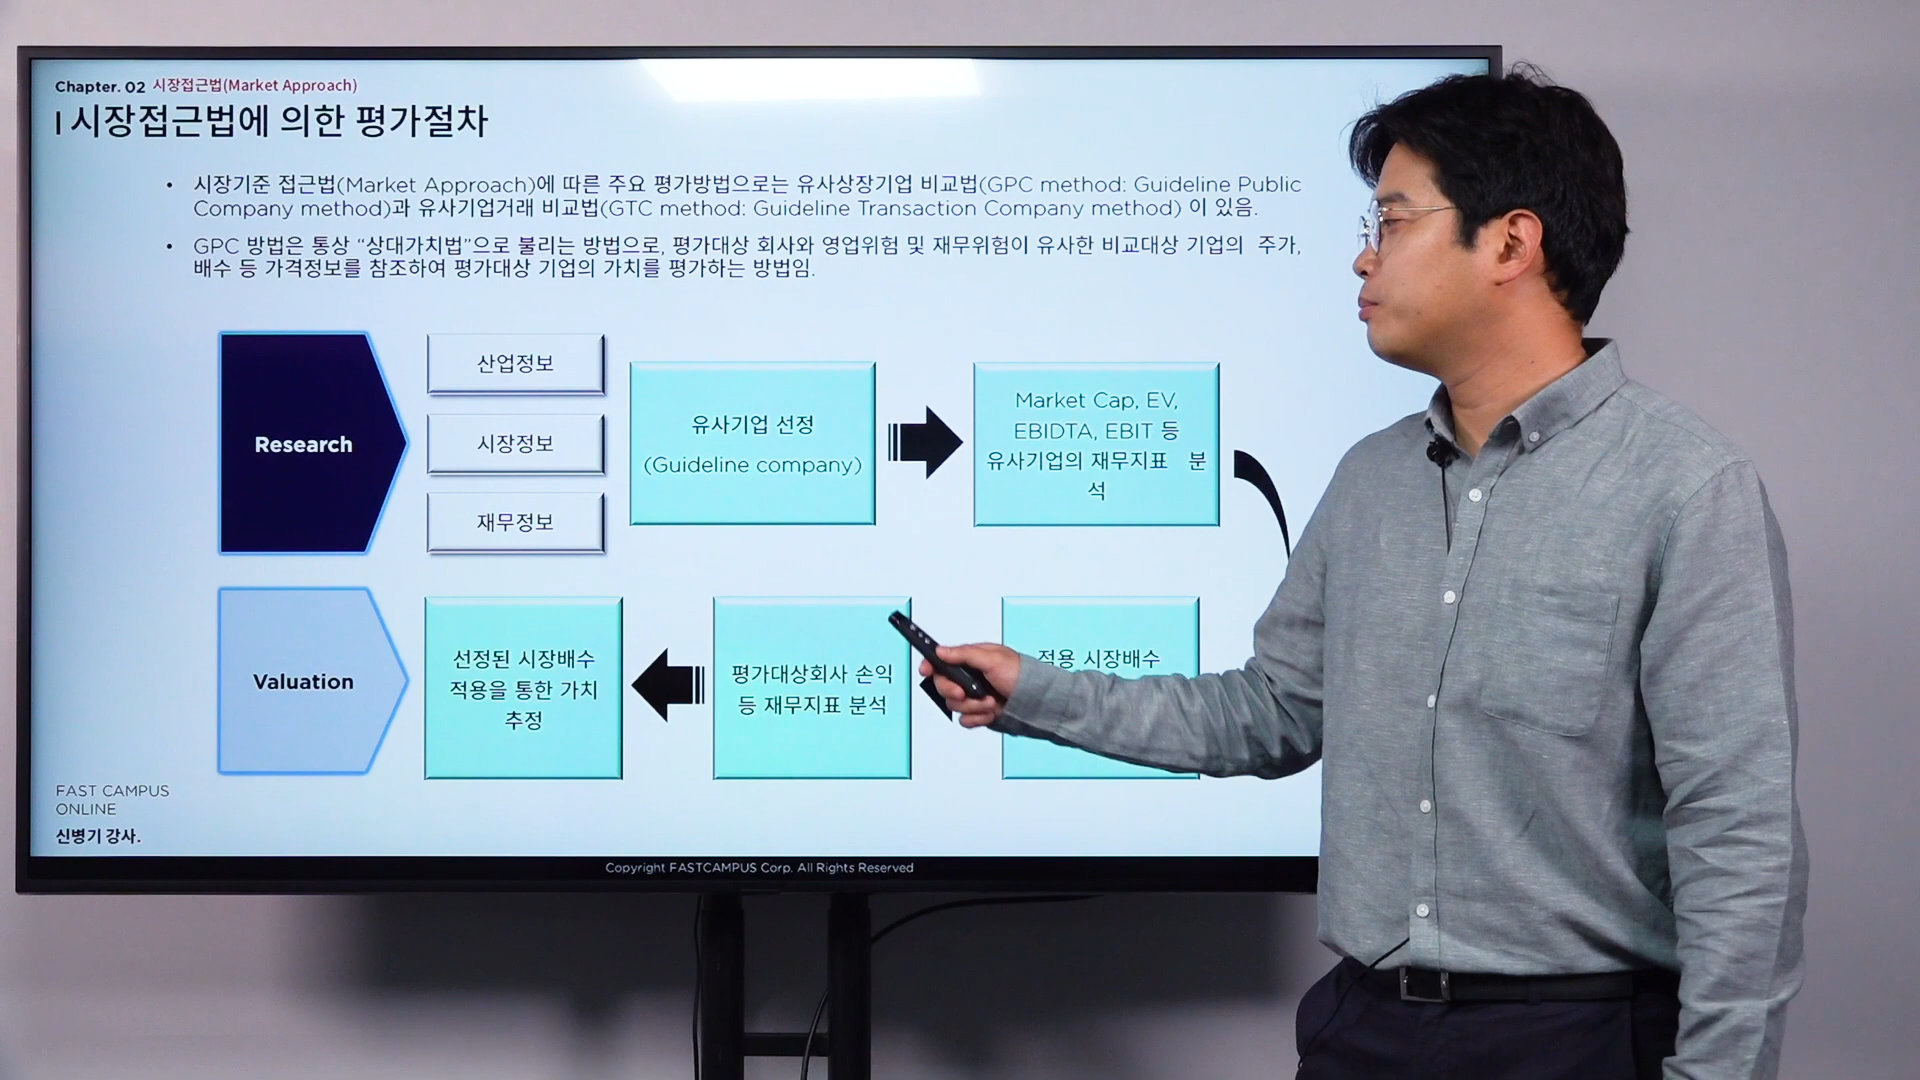 Chapter. 02 시장접근법(Market Approach)
| 시장접근법에 의한 평가절차
• 시장기준 접근법(Market Approach)에 따른 주요 평가방법으로는 유사상장기업 비교법(GPC method: Guideline Public
Company method)과 유사기업거래 비교법(GTC method: Guideline Transaction Company method) 이 있음.
• GPC 방법은 통상 “상대가치법”으로 불리는 방법으로, 평가대상 회사와 영업위험 및 재무위험이 유사한 비교대상 기업의 주가,
배수 등 가격정보를 참조하여 평가대상 기업의 가치를 평가하는 방법임.
Research
산업정보
시장정보
재무정보
유사기업 선정
(Guideline company)
Market Cap, EV,
EBIDTA, EBIT 등
유사기업의 재무지표 분
석
Valuation
선정된 시장배수
적용을 통한 가치
추정
평가대상회사 손익
등 재무지표 분석
적용 시장배수
FAST CAMPUS
ONLINE
신병기 강사.
Copyright FASTCAMPUS Corp. All Rights Reserved